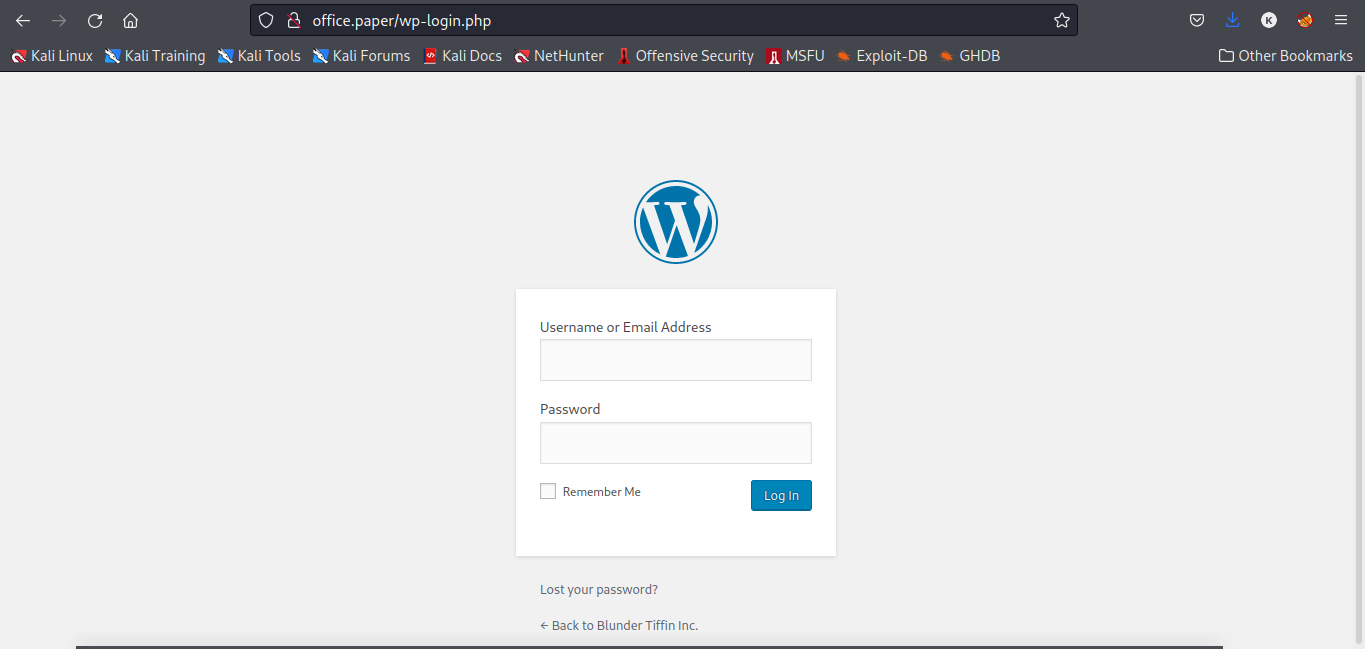 office.paper/wp-login.php
Kali Linux Kali Training Kali Tools Kali Forums Kali Docs NetHunter Offensive Security MSFU Exploit-DB GHDB Other Bookmarks
Username or Email Address
Password
Remember Me Log In
Lost your password?
← Back to Blunder Tiffin Inc.